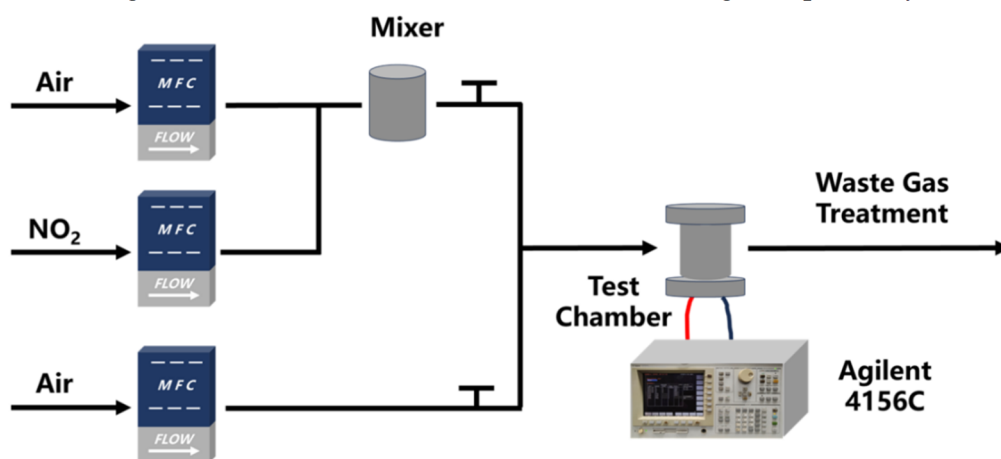 Mixer
Air
MFC
FLOW
NO₂
MFC
FLOW
Air
MFC
FLOW
Waste Gas
Treatment
Test
Chamber
Agilent
4156C